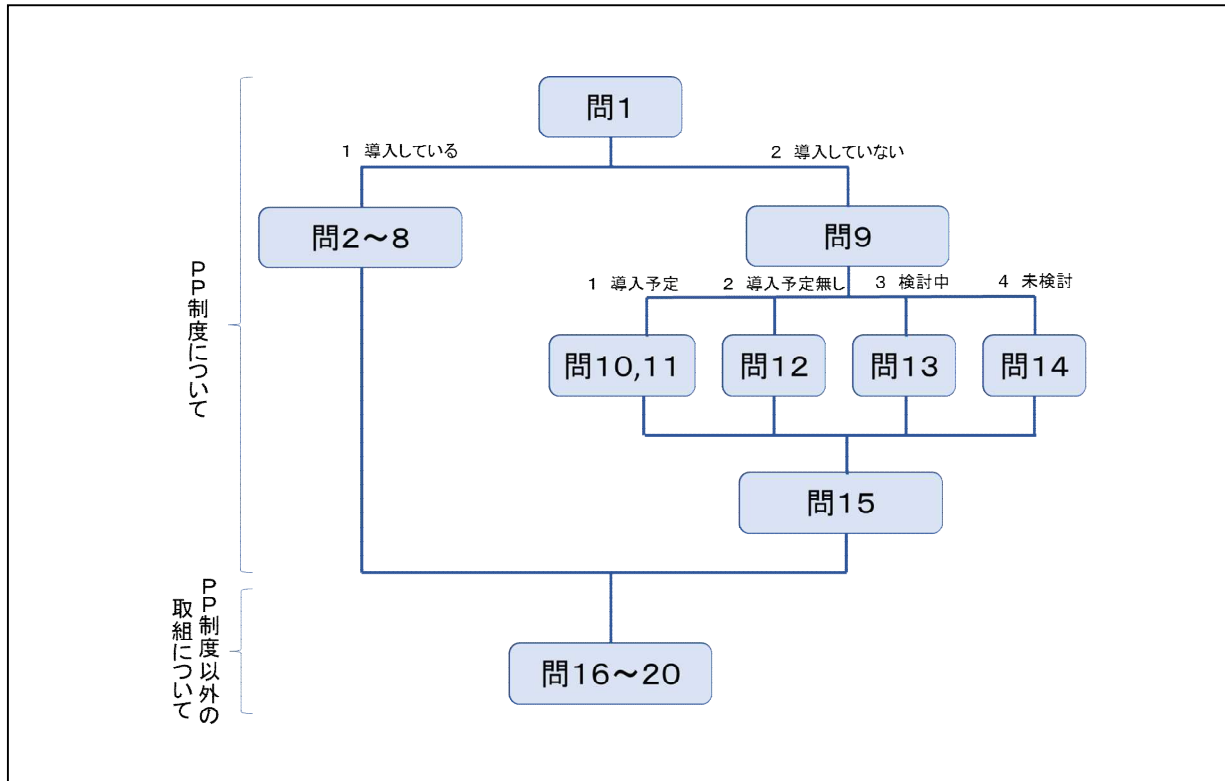 問1
1 導入している
2 導入していない
問2～8
問9
1 導入予定
2 導入予定無し
3 検討中
4 未検討
問10,11
問12
問13
問14
問15
問16～20
PP制度について
PP制度以外の
取組について